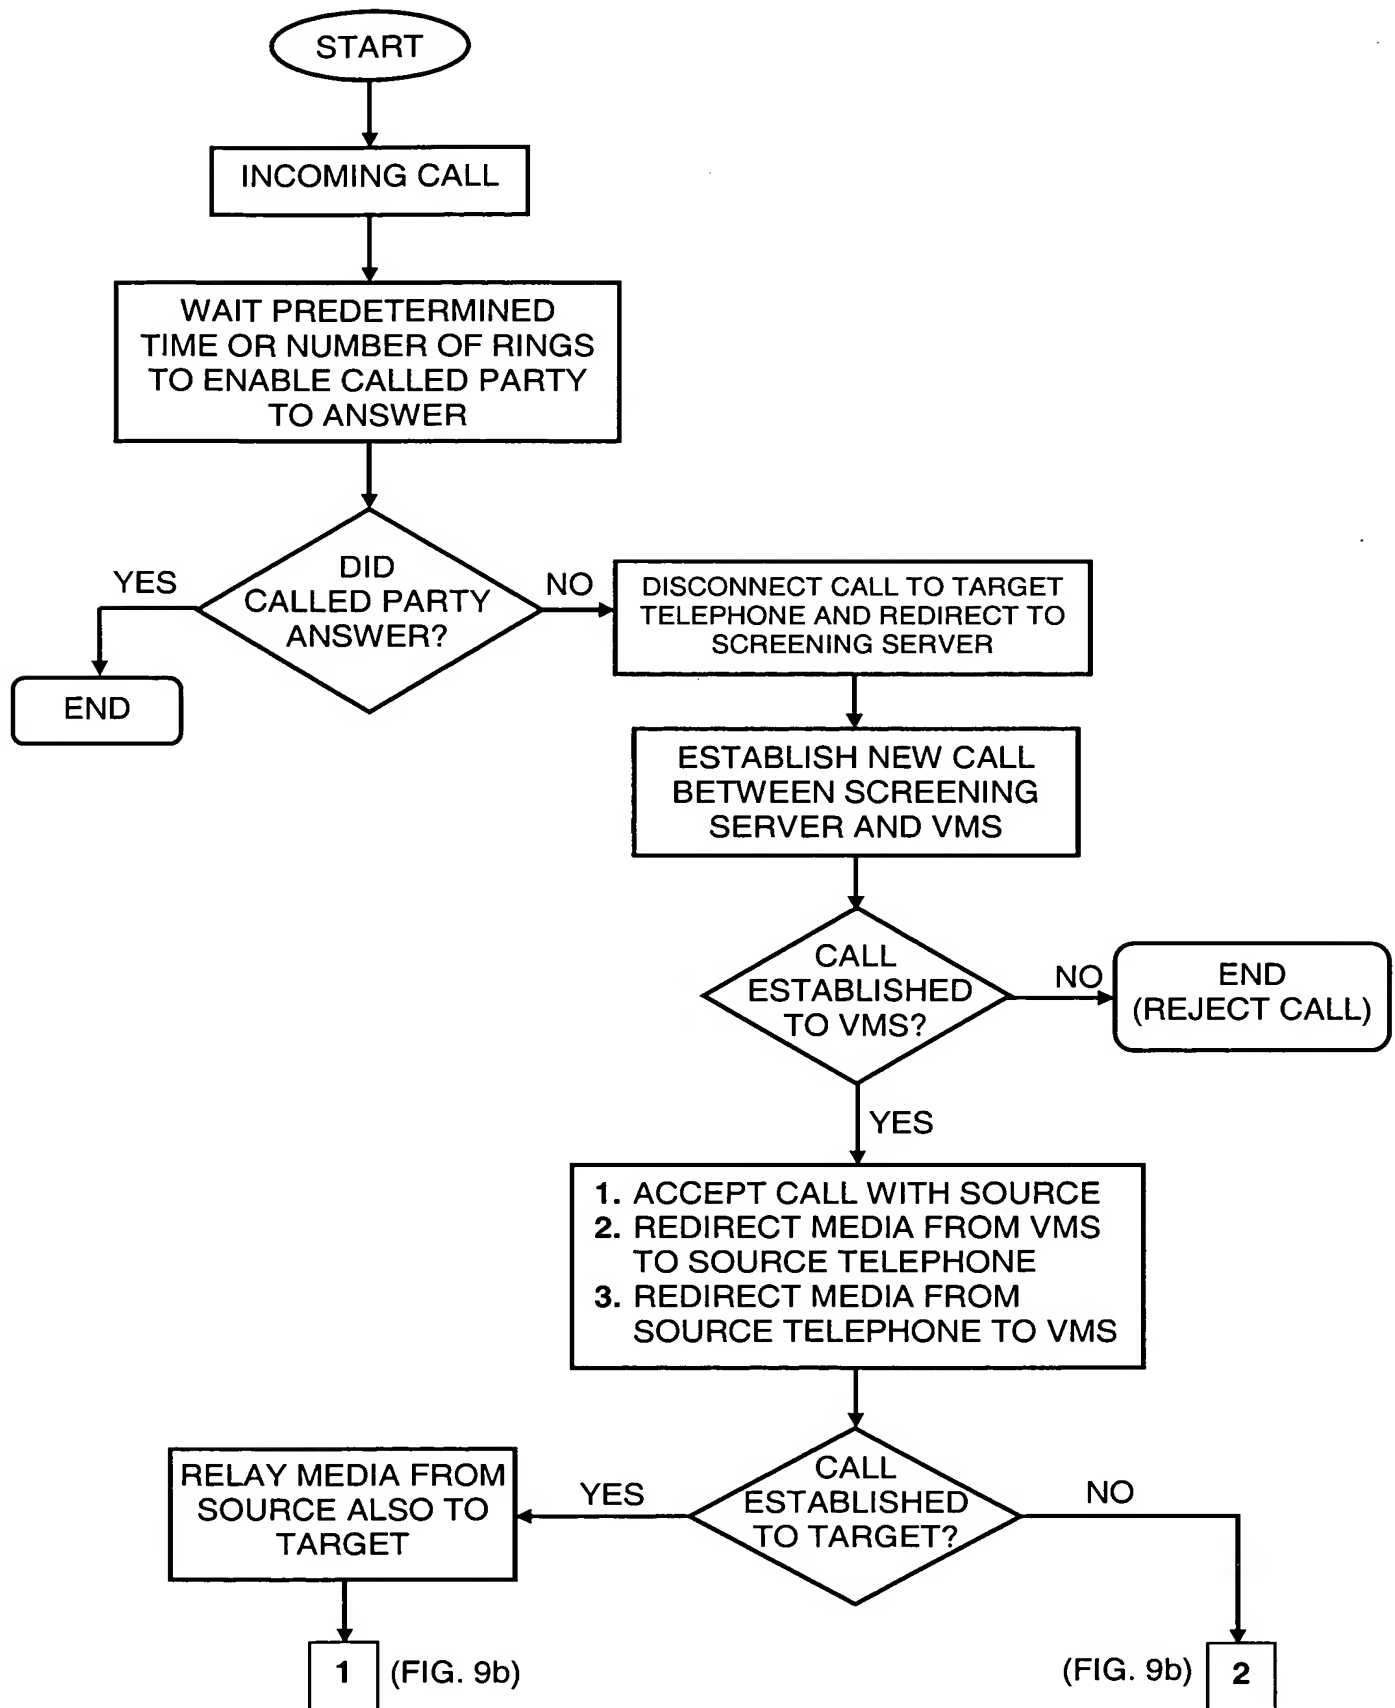 START
INCOMING CALL
WAIT PREDETERMINED
TIME OR NUMBER OF RINGS
TO ENABLE CALLED PARTY
TO ANSWER
DID
CALLED PARTY
ANSWER?
YES
NO
END
DISCONNECT CALL TO TARGET
TELEPHONE AND REDIRECT TO
SCREENING SERVER
ESTABLISH NEW CALL
BETWEEN SCREENING
SERVER AND VMS
CALL
ESTABLISHED
TO VMS?
NO
END
(REJECT CALL)
YES
1. ACCEPT CALL WITH SOURCE
2. REDIRECT MEDIA FROM VMS
TO SOURCE TELEPHONE
3. REDIRECT MEDIA FROM
SOURCE TELEPHONE TO VMS
CALL
ESTABLISHED
TO TARGET?
YES
NO
RELAY MEDIA FROM
SOURCE ALSO TO
TARGET
1 (FIG. 9b)
(FIG. 9b) 2